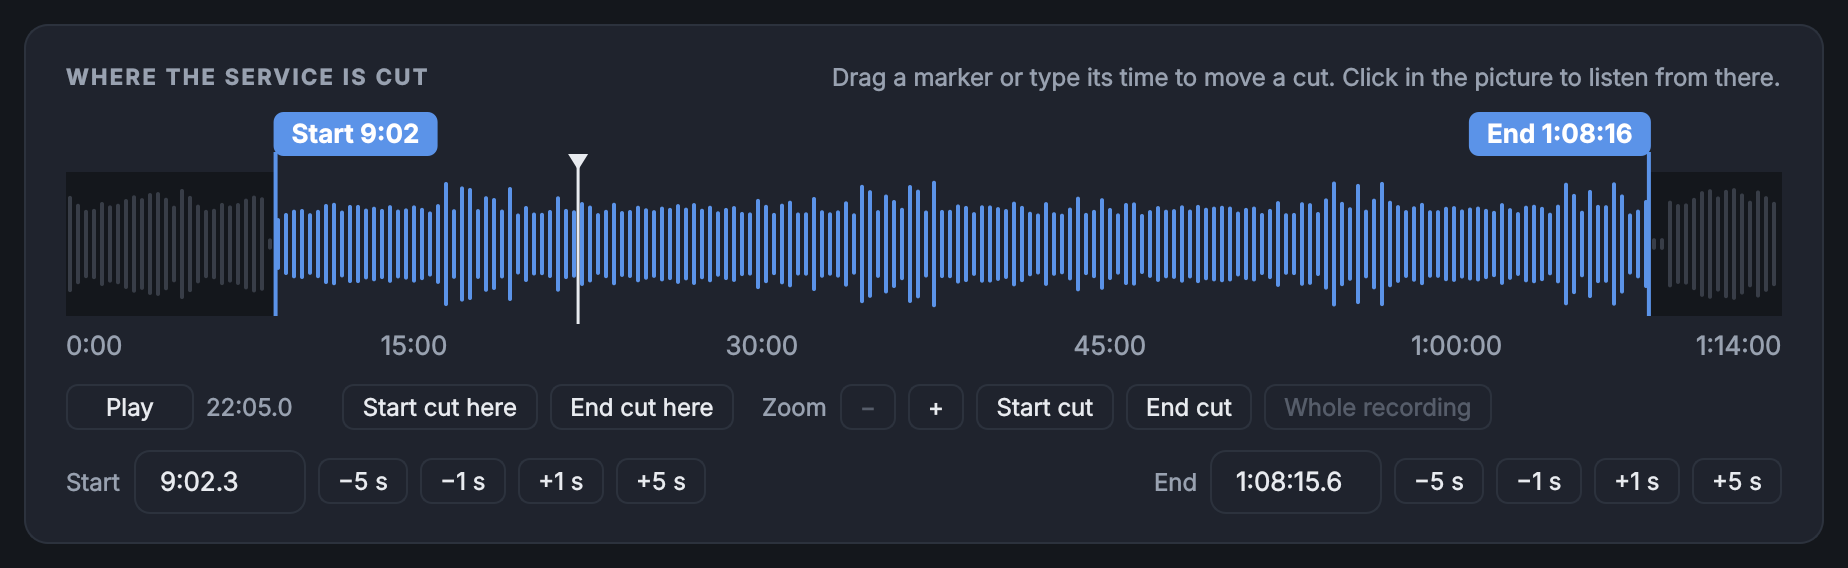 WHERE THE SERVICE IS CUT
Drag a marker or type its time to move a cut. Click in the picture to listen from there.
Start 9:02
End 1:08:16
0:00 15:00 30:00 45:00 1:00:00 1:14:00
Play 22:05.0 Start cut here End cut here Zoom − + Start cut End cut Whole recording
Start 9:02.3 −5 s −1 s +1 s +5 s End 1:08:15.6 −5 s −1 s +1 s +5 s